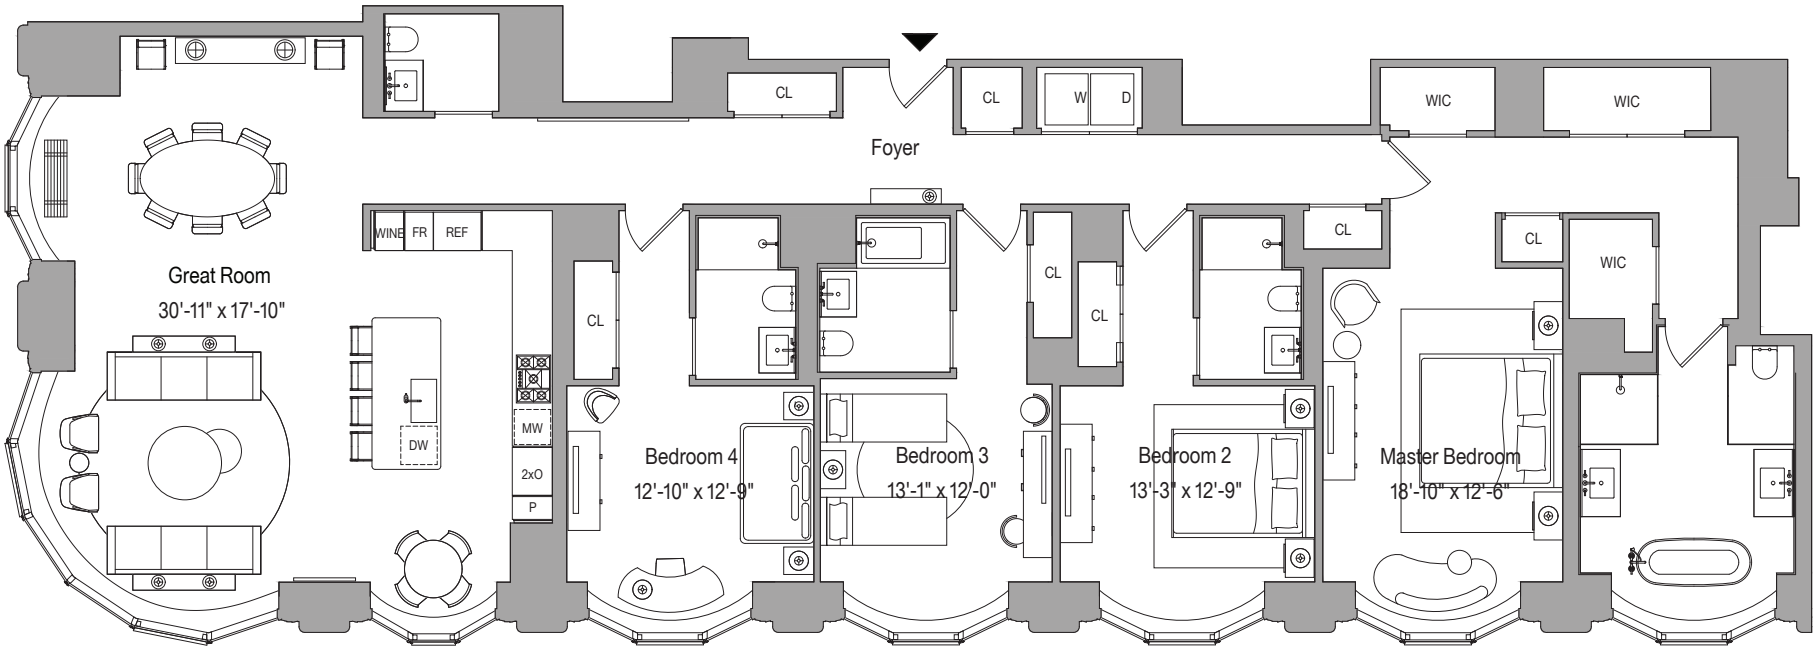 CL
CL
W
D
WIC
WIC
Foyer
WINE
FR
REF
CL
CL
CL
WIC
Great Room
30'-11" x 17'-10"
CL
CL
CL
MW
DW
2xO
P
Bedroom 4
12'-10" x 12'-9"
Bedroom 3
13'-1" x 12'-0"
Bedroom 2
13'-3" x 12'-9"
Master Bedroom
18'-10" x 12'-6"